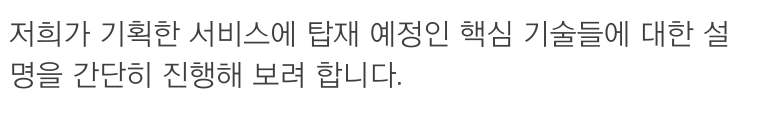 저희가 기획한 서비스에 탑재 예정인 핵심 기술들에 대한 설
명을 간단히 진행해 보려 합니다.